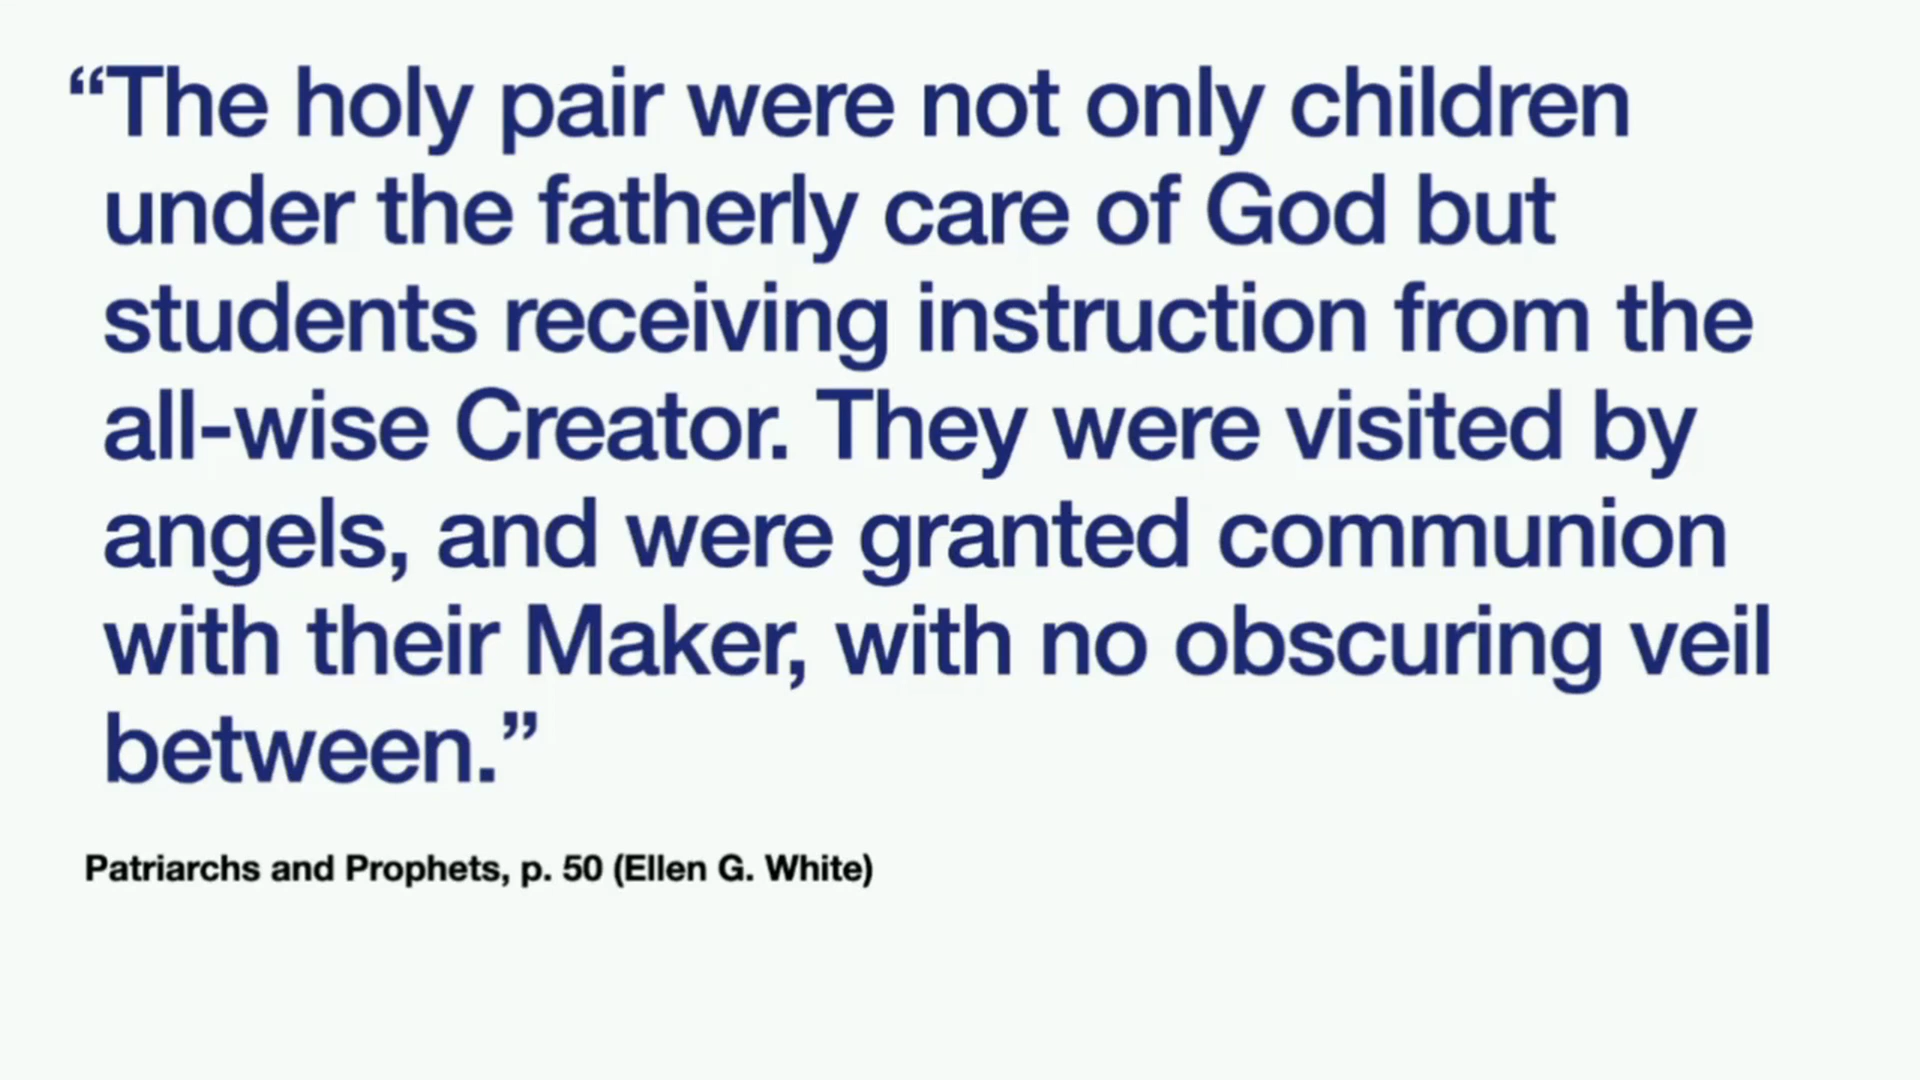 “The holy pair were not only children
under the fatherly care of God but
students receiving instruction from the
all-wise Creator. They were visited by
angels, and were granted communion
with their Maker, with no obscuring veil
between.”
Patriarchs and Prophets, p. 50 (Ellen G. White)